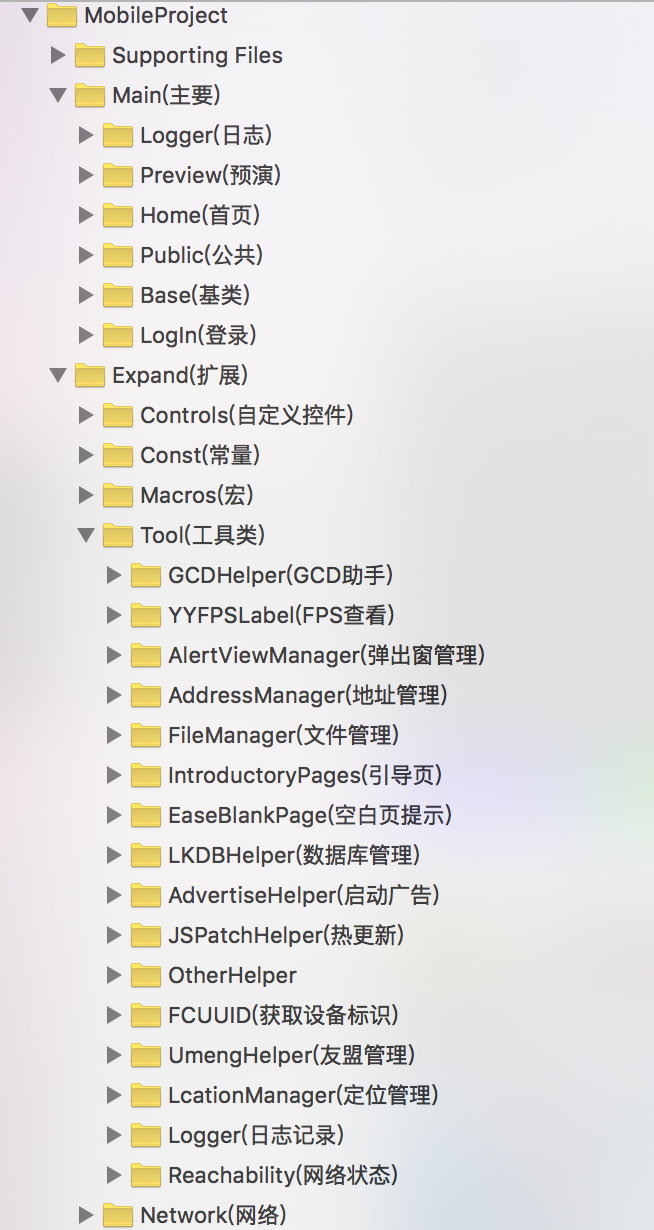 MobileProject
Supporting Files
Main(主要)
Logger(日志)
Preview(预演)
Home(首页)
Public(公共)
Base(基类)
LogIn(登录)
Expand(扩展)
Controls(自定义控件)
Const(常量)
Macros(宏)
Tool(工具类)
GCDHelper(GCD助手)
YYFPSLabel(FPS查看)
AlertViewManager(弹出窗管理)
AddressManager(地址管理)
FileManager(文件管理)
IntroductoryPages(引导页)
EaseBlankPage(空白页提示)
LKDBHelper(数据库管理)
AdvertiseHelper(启动广告)
JSPatchHelper(热更新)
OtherHelper
FCUUID(获取设备标识)
UmengHelper(友盟管理)
LcationManager(定位管理)
Logger(日志记录)
Reachability(网络状态)
Network(网络)